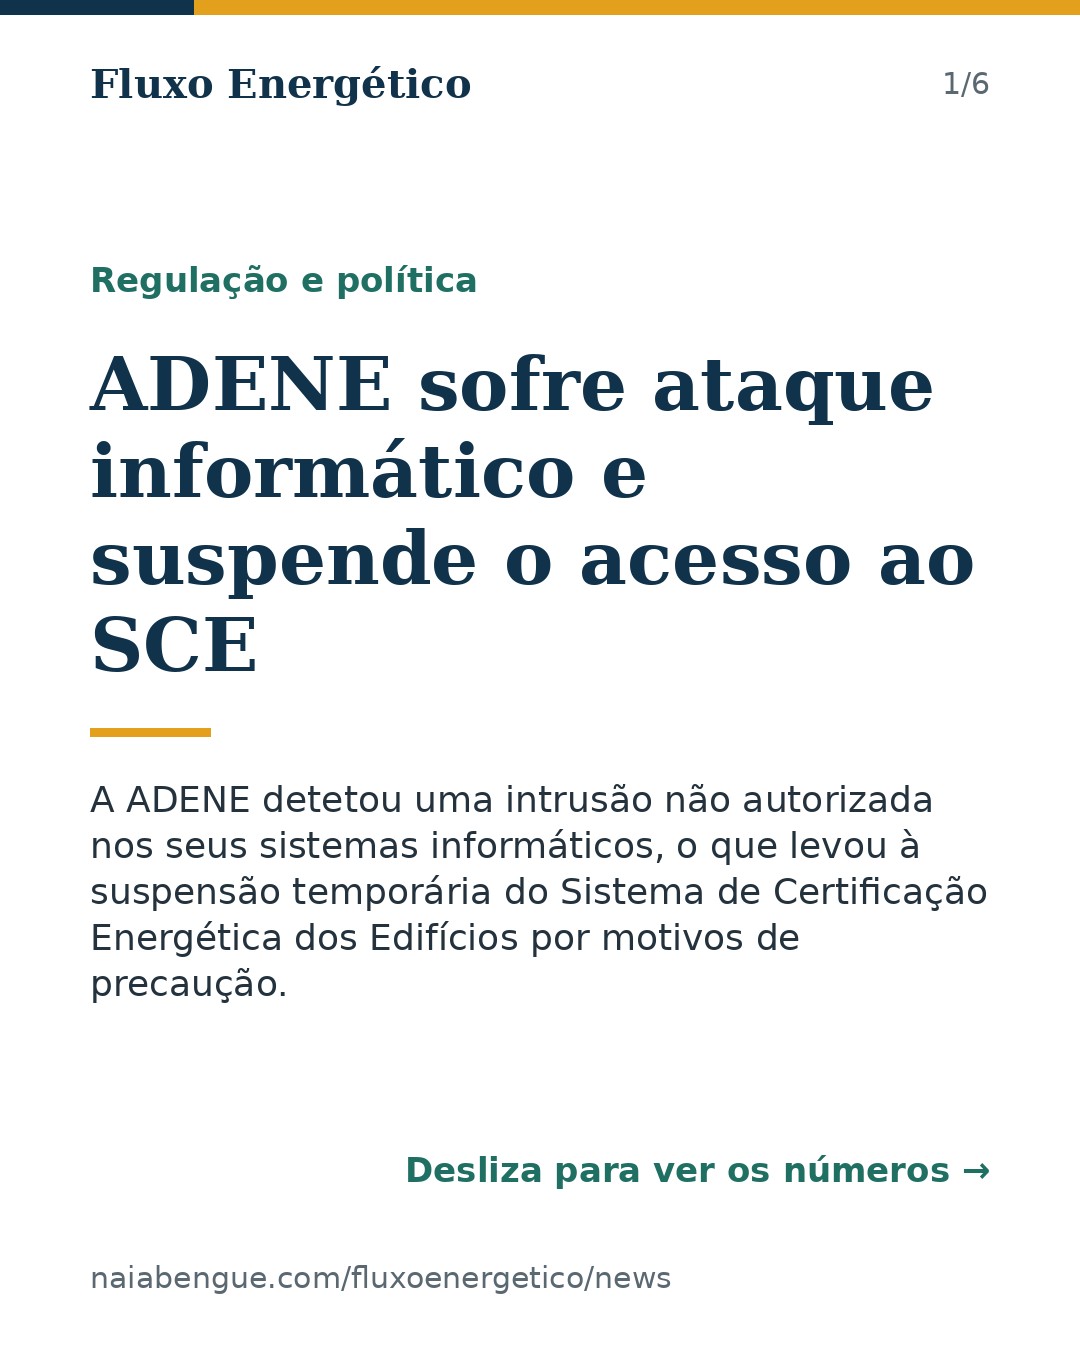 Fluxo Energético
1/6
Regulação e política
ADENE sofre ataque
informático e
suspende o acesso ao
SCE
A ADENE detetou uma intrusão não autorizada
nos seus sistemas informáticos, o que levou à
suspensão temporária do Sistema de Certificação
Energética dos Edifícios por motivos de
precaução.
Desliza para ver os números →
naiabengue.com/fluxoenergetico/news